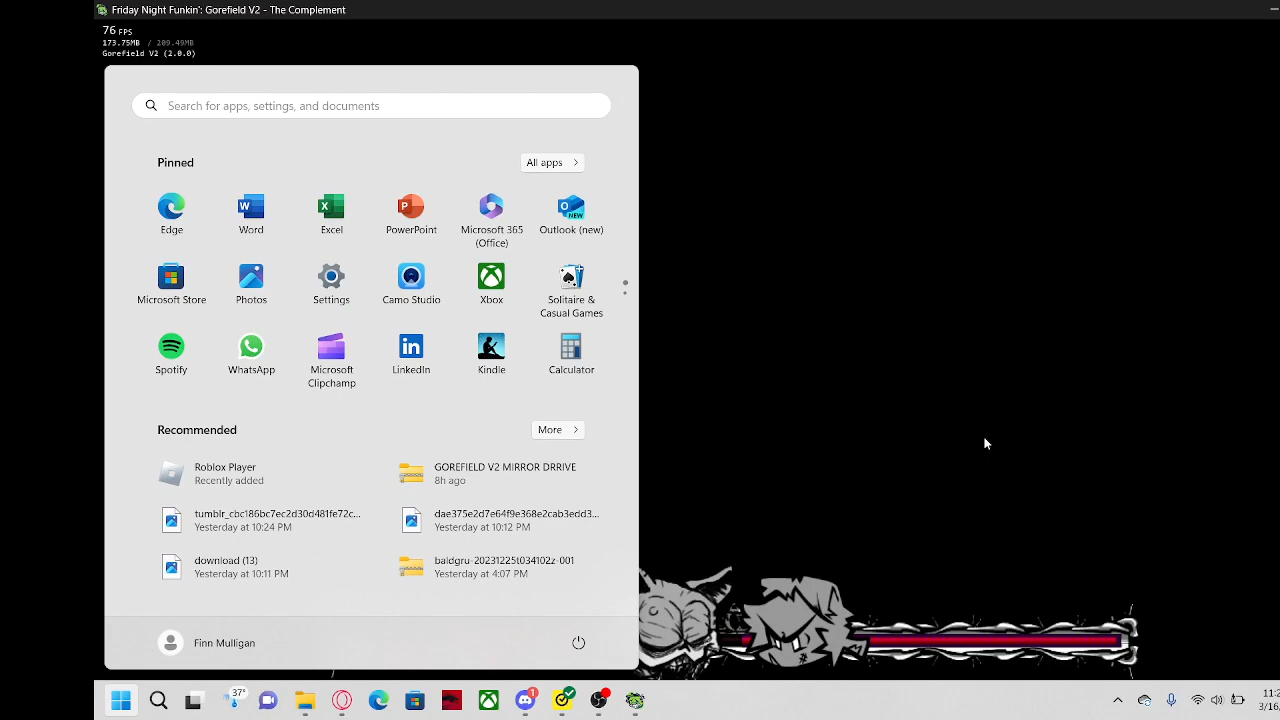 Friday Night Funkin': Gorefield V2 - The Complement
76 FPS
173.75MB / 209.49MB
Gorefield V2 (2.0.0)
Search for apps, settings, and documents
Pinned
All apps
Edge
Word
Excel
PowerPoint
Microsoft 365
(Office)
Outlook (new)
Microsoft Store
Photos
Settings
Camo Studio
Xbox
Solitaire &
Casual Games
Spotify
WhatsApp
Microsoft
Clipchamp
LinkedIn
Kindle
Calculator
Recommended
More
Roblox Player
Recently added
GOREFIELD V2 MIRROR DRRIVE
8h ago
tumblr_cbc186bc7ec2d30d481fe72c...
Yesterday at 10:24 PM
dae375e2d7e64f9e368e2cab3edd3...
Yesterday at 10:12 PM
download (13)
Yesterday at 10:11 PM
baldgru-20231225t034102z-001
Yesterday at 4:07 PM
Finn Mulligan
37°
1
11:2
3/16